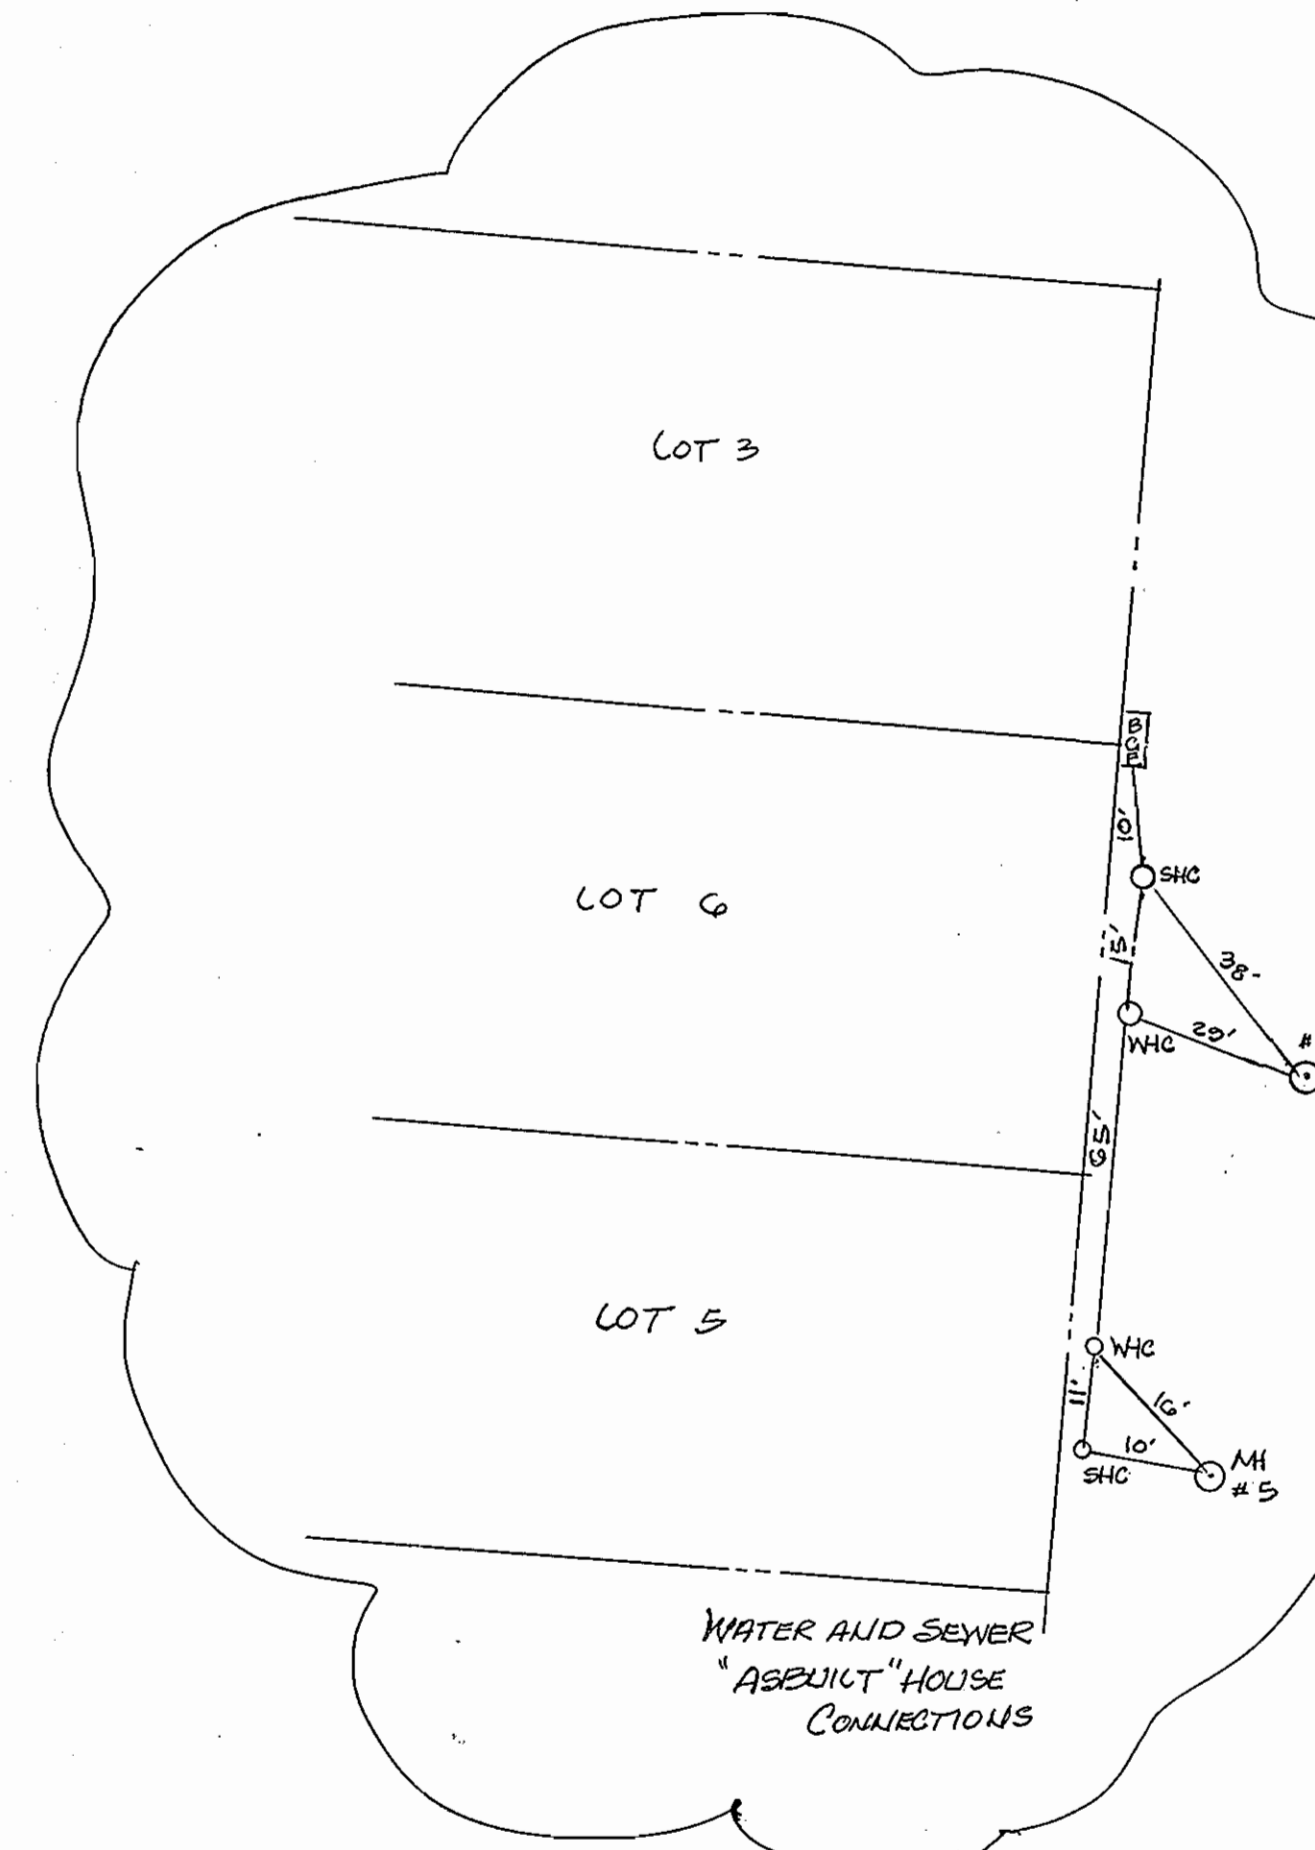 LOT 3
B
G
E
10'
SHC
LOT 6
15'
38'
29'
WHC
#
65'
LOT 5
WHC
11'
16'
10'
SHC
MH
# 5
WATER AND SEWER
"ASBUILT" HOUSE
CONNECTIONS